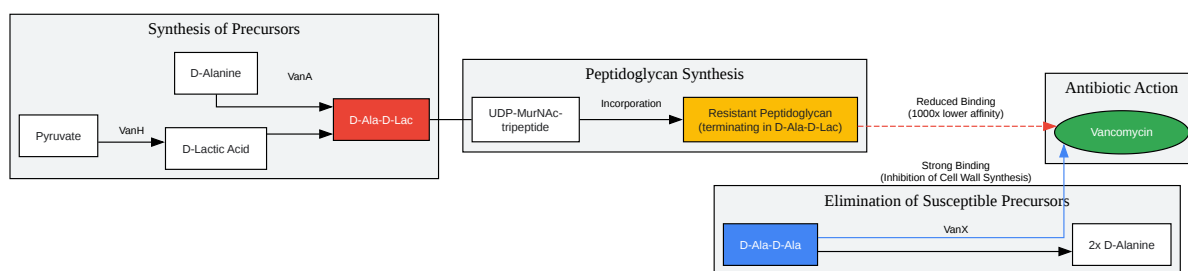 Synthesis of Precursors
D-Alanine
VanA
Pyruvate
VanH
D-Lactic Acid
D-Ala-D-Lac
Peptidoglycan Synthesis
UDP-MurNAc-
tripeptide
Incorporation
Resistant Peptidoglycan
(terminating in D-Ala-D-Lac)
Reduced Binding
(1000x lower affinity)
Antibiotic Action
Vancomycin
Strong Binding
(Inhibition of Cell Wall Synthesis)
Elimination of Susceptible Precursors
D-Ala-D-Ala
VanX
2x D-Alanine